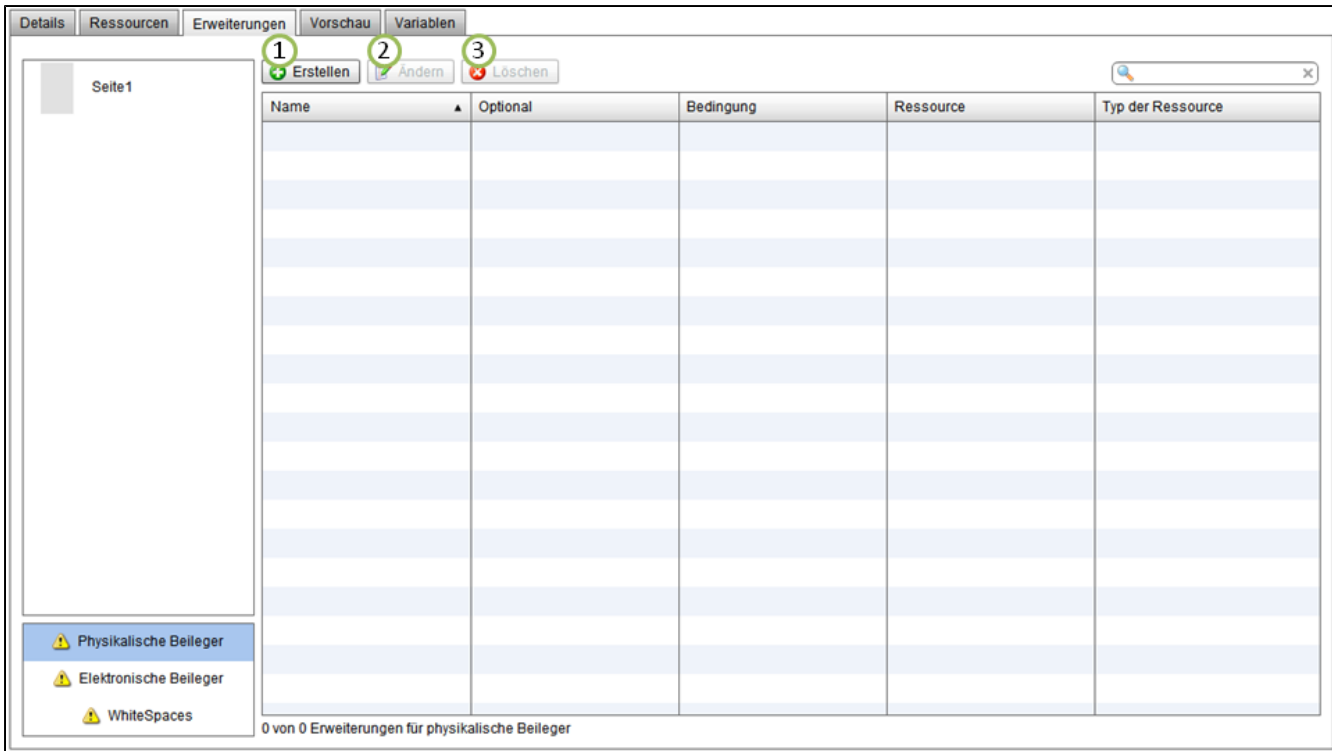 Details Ressourcen Erweiterungen Vorschau Variablen
1 2 3
Erstellen Ändern Löschen
Seite1
Name Optional Bedingung Ressource Typ der Ressource
Physikalische Beileger
Elektronische Beileger
WhiteSpaces
0 von 0 Erweiterungen für physikalische Beileger